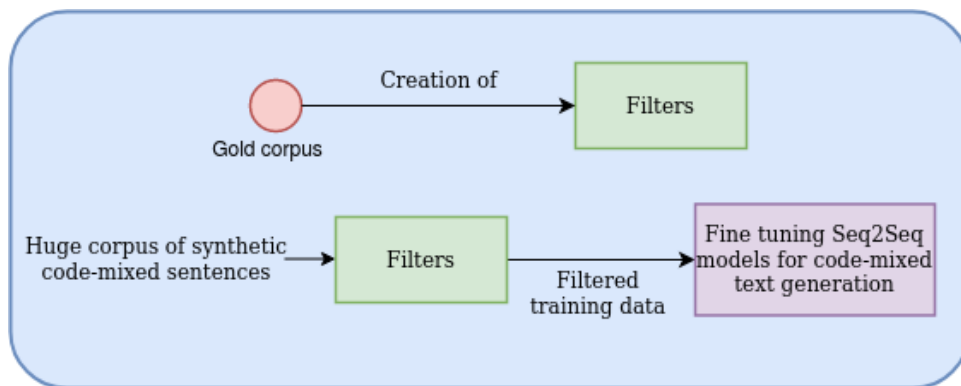 Creation of
Filters
Gold corpus
Huge corpus of synthetic
code-mixed sentences
Filters
Filtered
training data
Fine tuning Seq2Seq
models for code-mixed
text generation